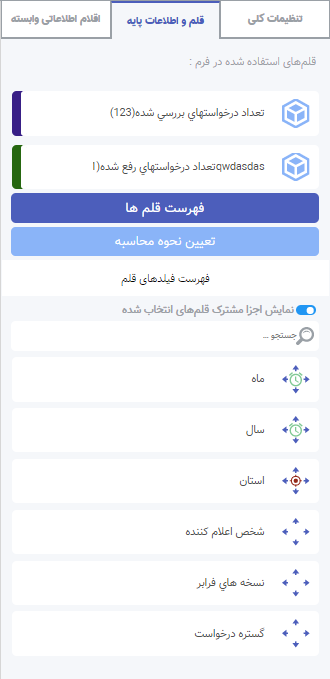 تنظیمات کلی
قلم و اطلاعات پایه
اقلام اطلاعاتی وابسته
قلم‌های استفاده شده در فرم :
تعداد درخواستهاي بررسي شده(123)
qwdasdasتعداد درخواستهاي رفع شده(ا
فهرست قلم ها
تعیین نحوه محاسبه
فهرست فیلدهای قلم
نمایش اجزا مشترک قلم‌های انتخاب شده
جستجو ...
ماه
سال
استان
شخص اعلام کننده
نسخه هاي فرابر
گستره درخواست